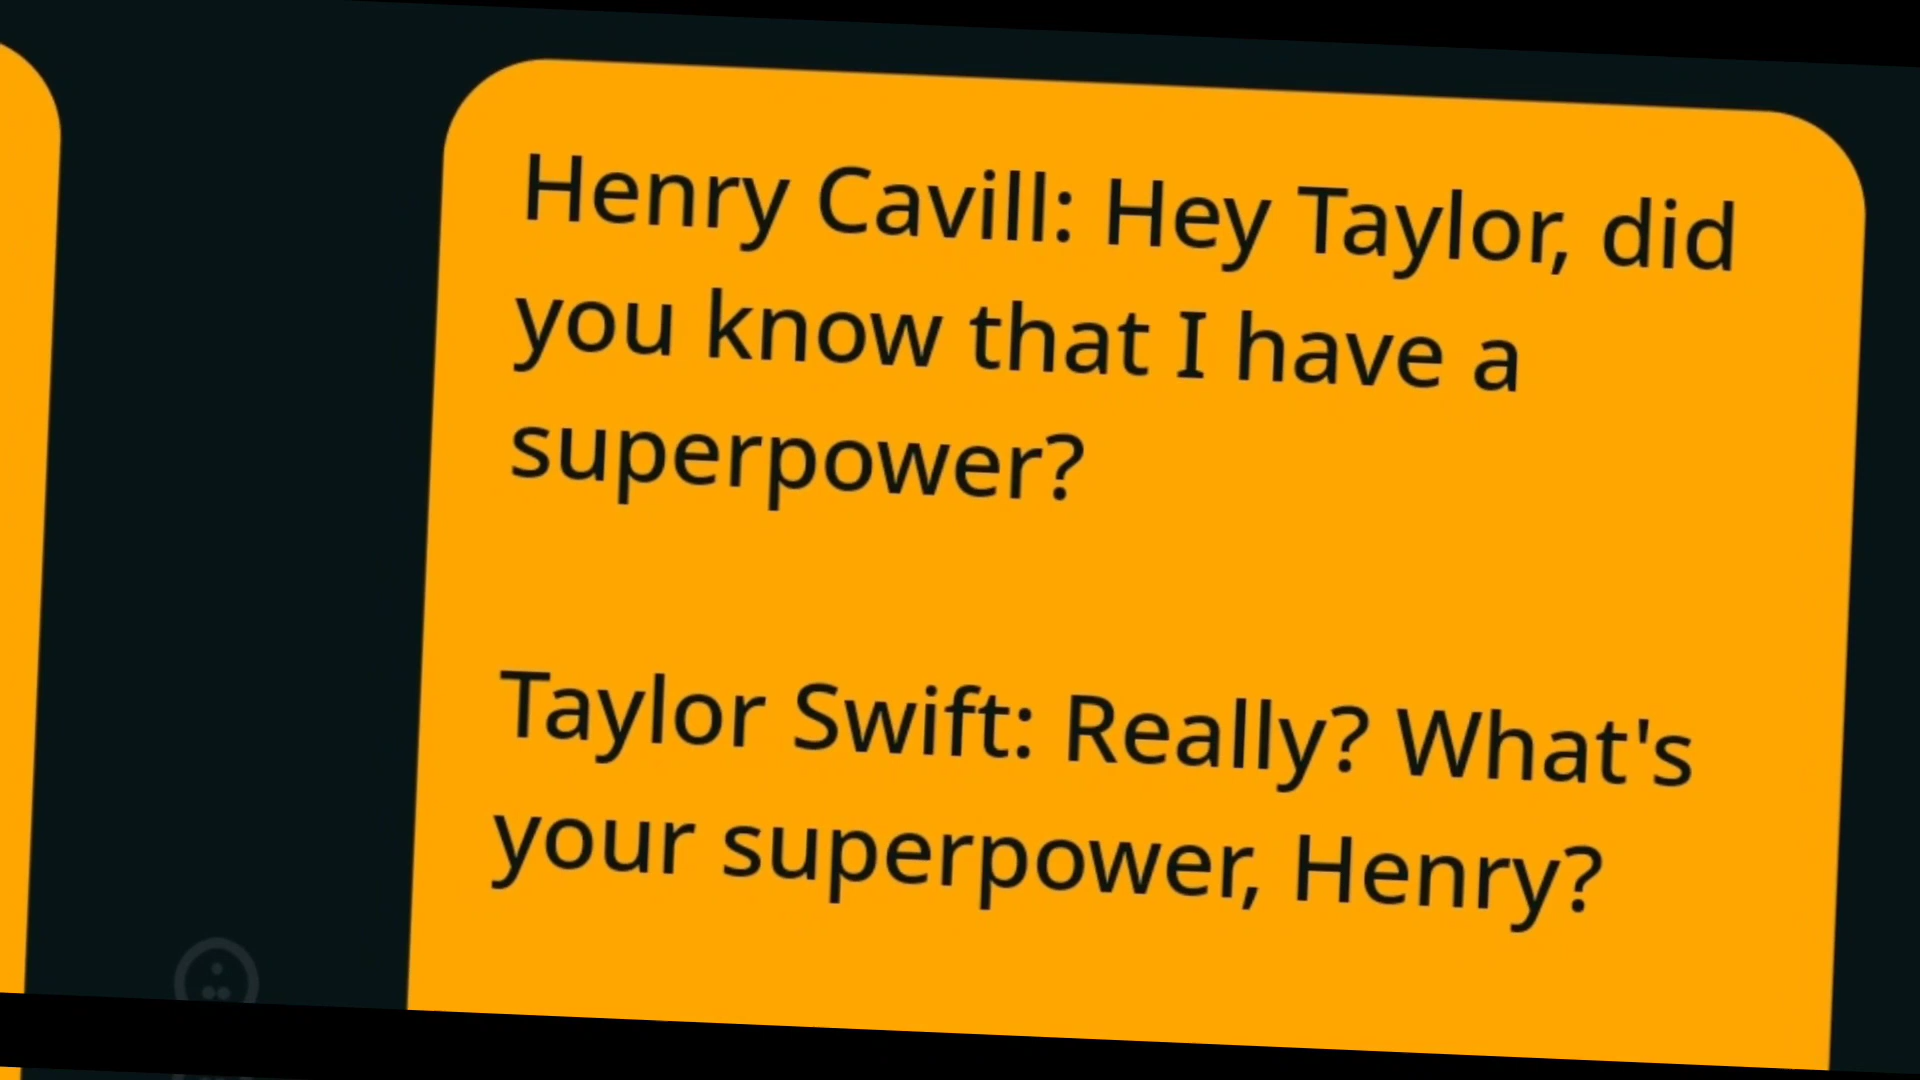 Henry Cavill: Hey Taylor, did
you know that I have a
superpower?
Taylor Swift: Really? What's
your superpower, Henry?